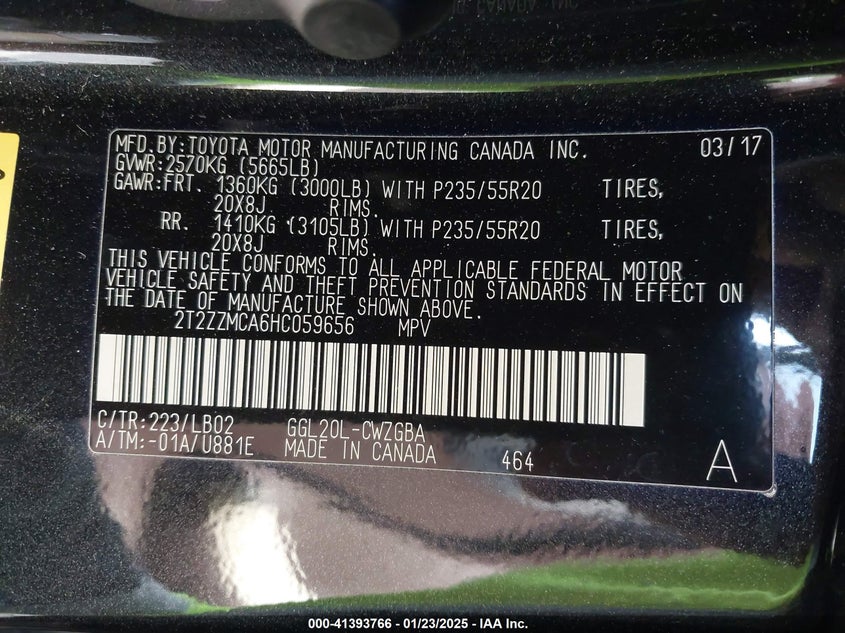 MFD.BY:TOYOTA MOTOR MANUFACTURING CANADA INC. 03/17
GVWR:2570KG (5665LB)
GAWR:FRT. 1360KG (3000LB) WITH P235/55R20 TIRES,
20X8J RIMS.
RR. 1410KG (3105LB) WITH P235/55R20 TIRES,
20X8J RIMS.
THIS VEHICLE CONFORMS TO ALL APPLICABLE FEDERAL MOTOR
VEHICLE SAFETY AND THEFT PREVENTION STANDARDS IN EFFECT ON
THE DATE OF MANUFACTURE SHOWN ABOVE.
2T2ZZMCA6HC059656 MPV
C/TR:223/LB02 GGL20L-CWZGBA
A/TM:-01A/U881E MADE IN CANADA 464 A
000-41393766 - 01/23/2025 - IAA Inc.